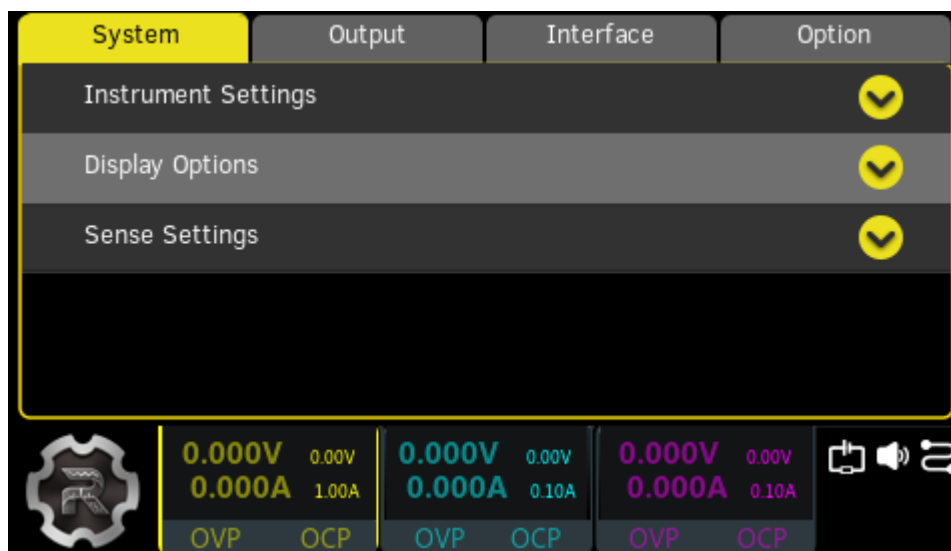 System Output Interface Option
Instrument Settings
Display Options
Sense Settings
0.000V 0.00V 0.000V 0.00V 0.000V 0.00V
0.000A 1.00A 0.000A 0.10A 0.000A 0.10A
OVP OCP OVP OCP OVP OCP